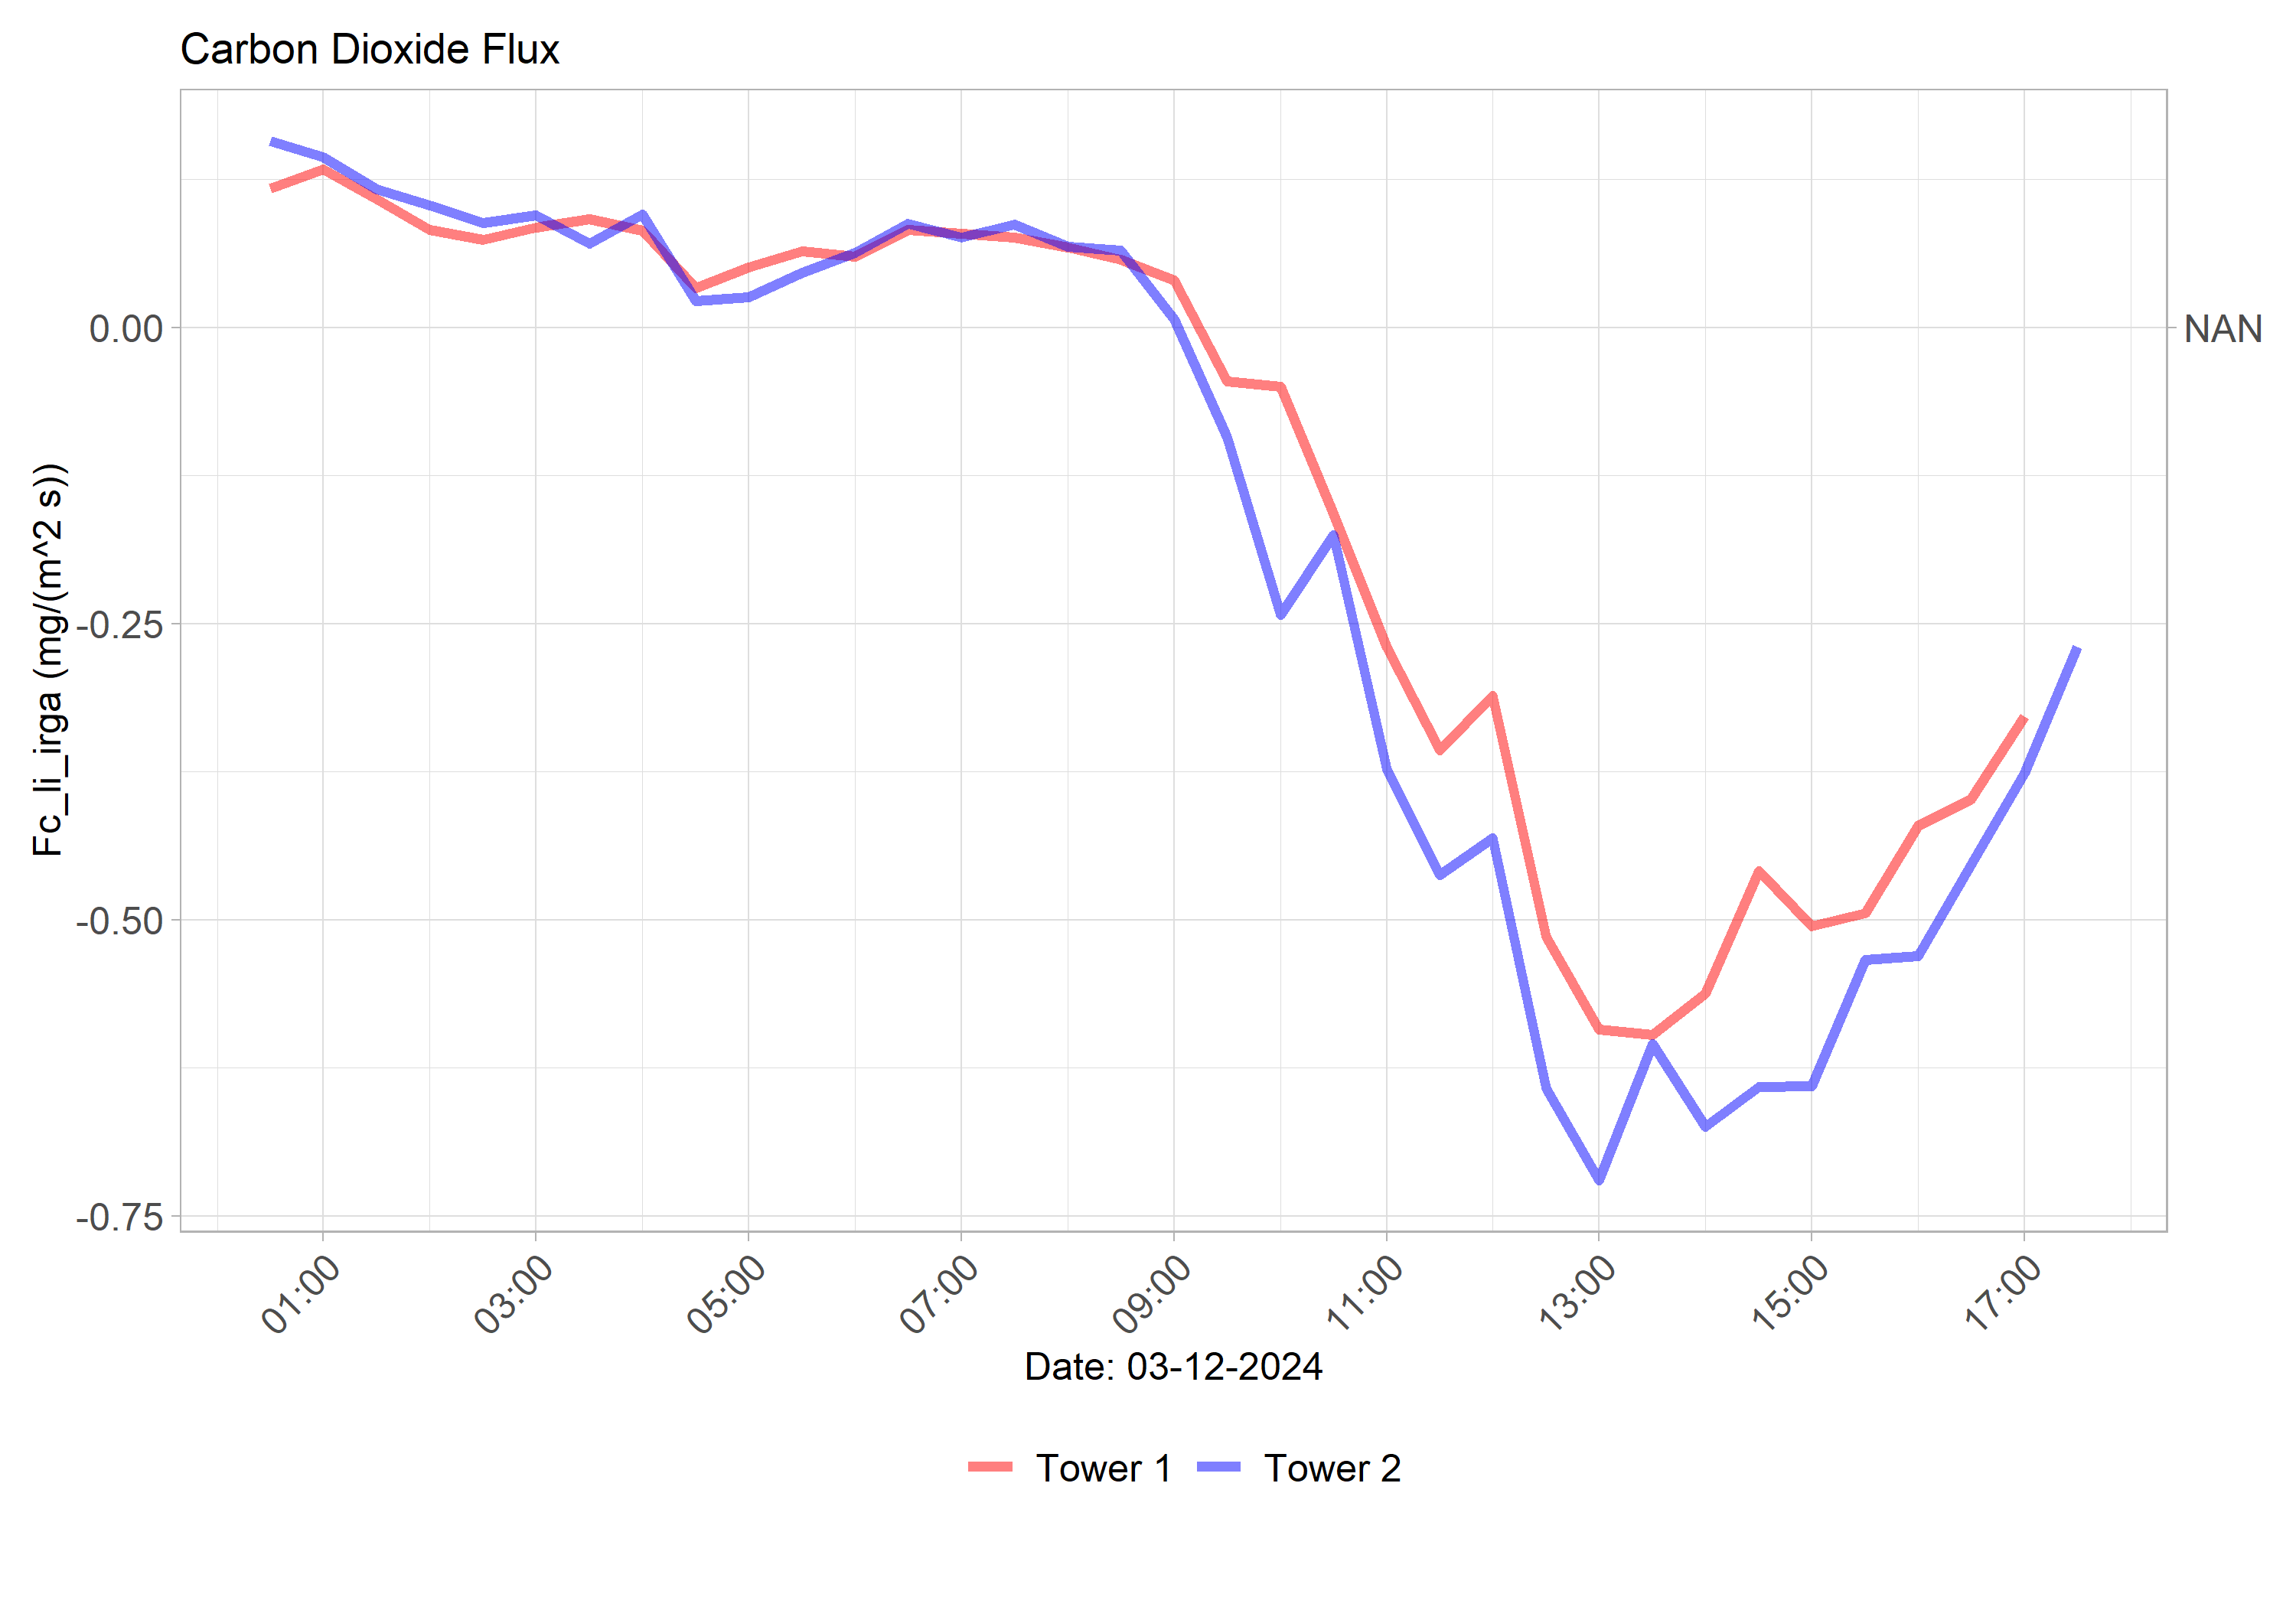 Carbon Dioxide Flux
Fc_li_irga (mg/(m^2 s))
0.00
-0.25
-0.50
-0.75
NAN
01:00
03:00
05:00
07:00
09:00
11:00
13:00
15:00
17:00
Date: 03-12-2024
Tower 1
Tower 2